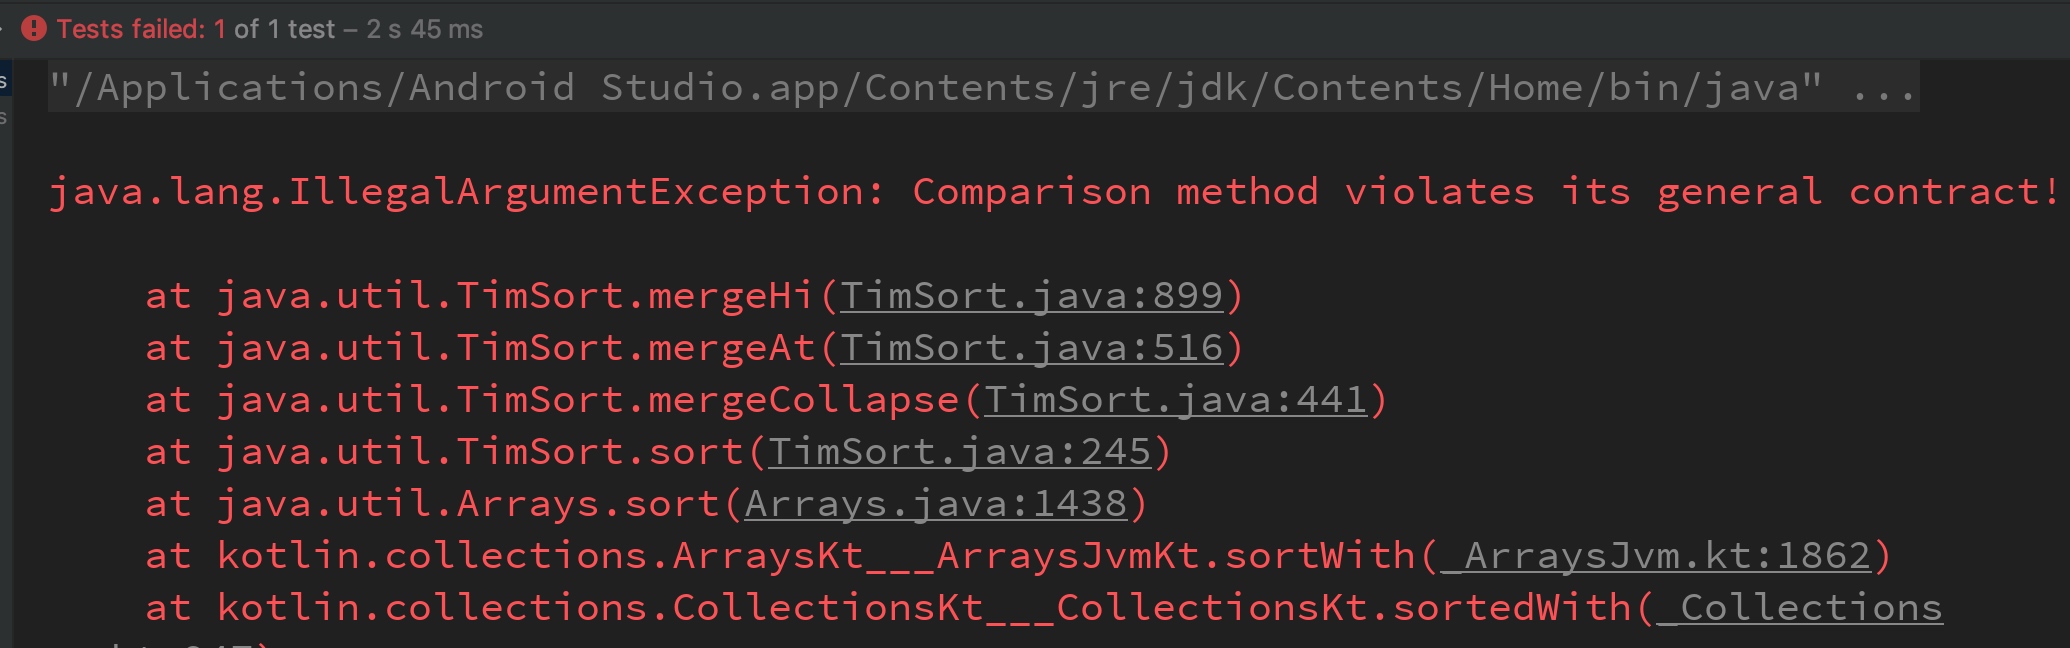 Tests failed: 1 of 1 test – 2 s 45 ms
"/Applications/Android Studio.app/Contents/jre/jdk/Contents/Home/bin/java" ...
java.lang.IllegalArgumentException: Comparison method violates its general contract!
at java.util.TimSort.mergeHi(TimSort.java:899)
at java.util.TimSort.mergeAt(TimSort.java:516)
at java.util.TimSort.mergeCollapse(TimSort.java:441)
at java.util.TimSort.sort(TimSort.java:245)
at java.util.Arrays.sort(Arrays.java:1438)
at kotlin.collections.ArraysKt___ArraysJvmKt.sortWith(_ArraysJvm.kt:1862)
at kotlin.collections.CollectionsKt___CollectionsKt.sortedWith(_Collections